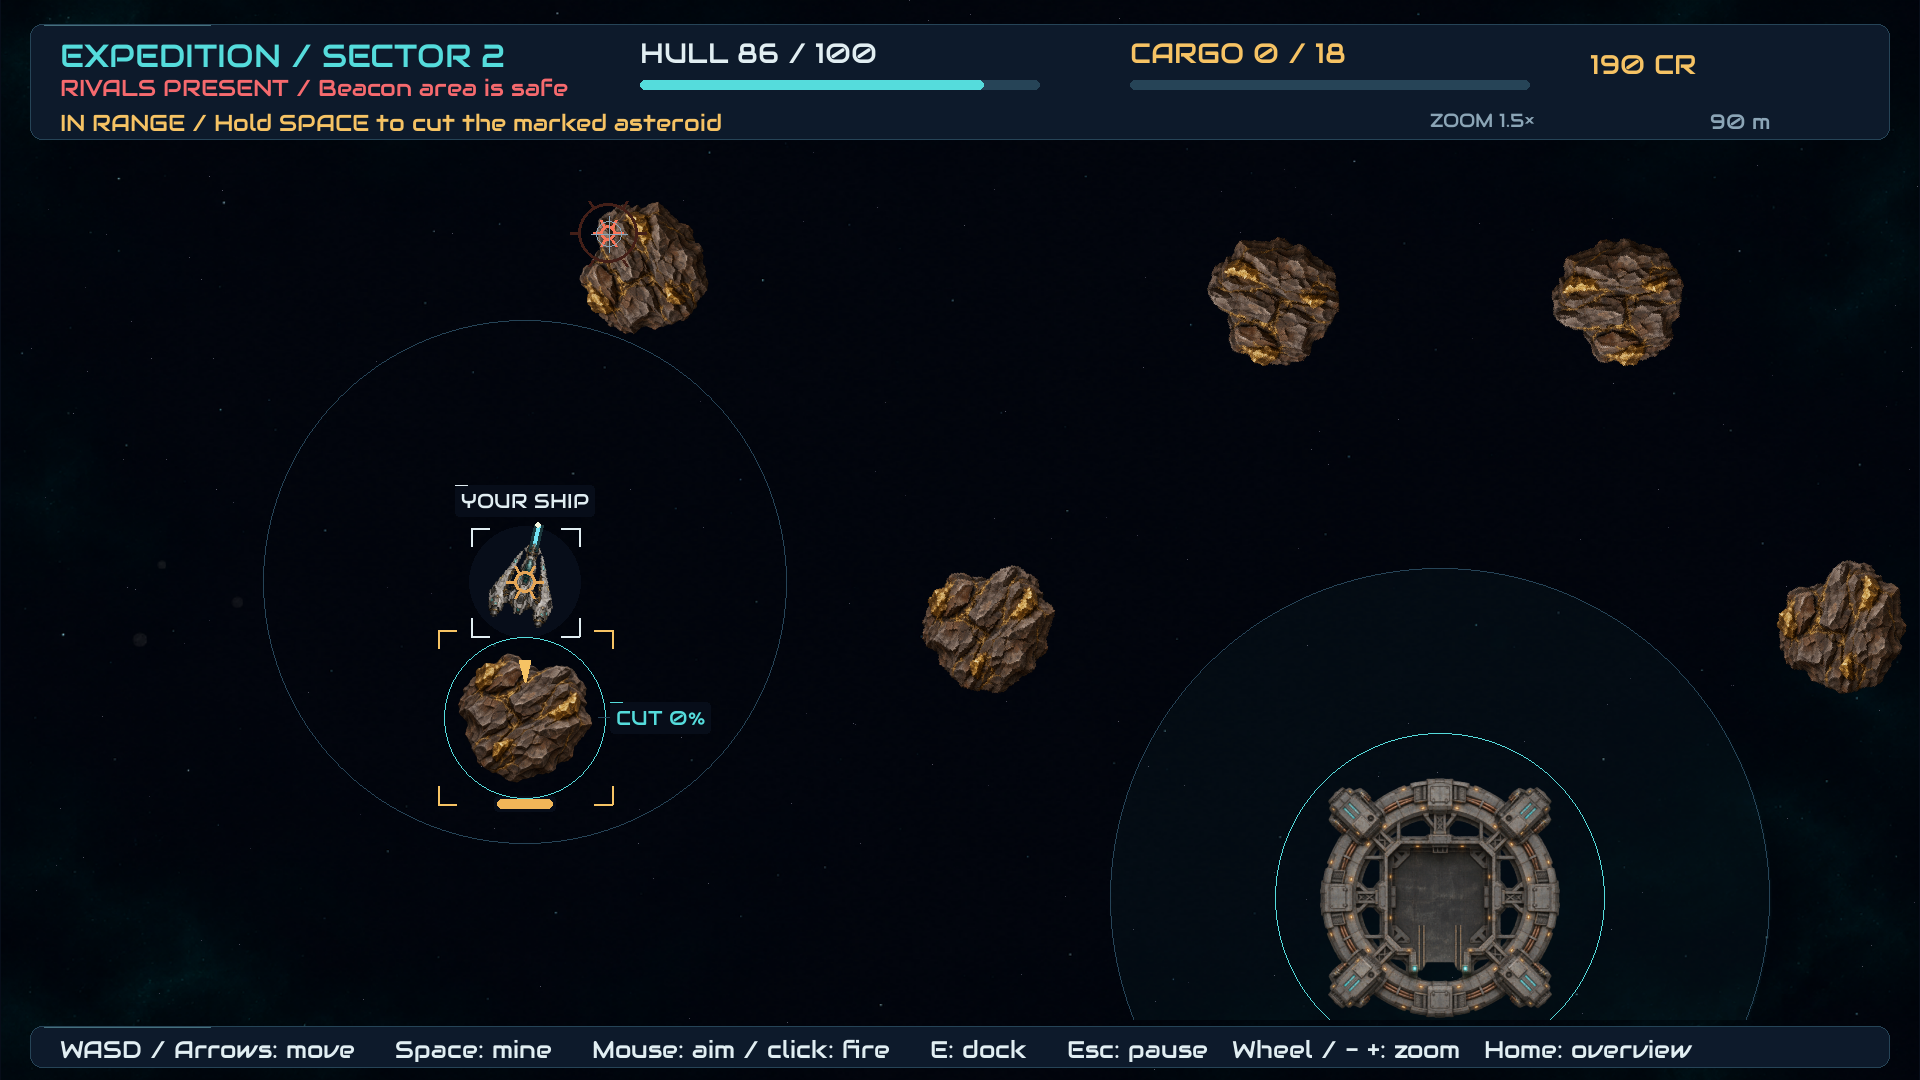 EXPEDITION / SECTOR 2
HULL 86 / 100
CARGO 0 / 18
190 CR
RIVALS PRESENT / Beacon area is safe
IN RANGE / Hold SPACE to cut the marked asteroid
ZOOM 1.5×
90 m
YOUR SHIP
CUT 0%
WASD / Arrows: move
Space: mine
Mouse: aim / click: fire
E: dock
Esc: pause
Wheel / - +: zoom
Home: overview